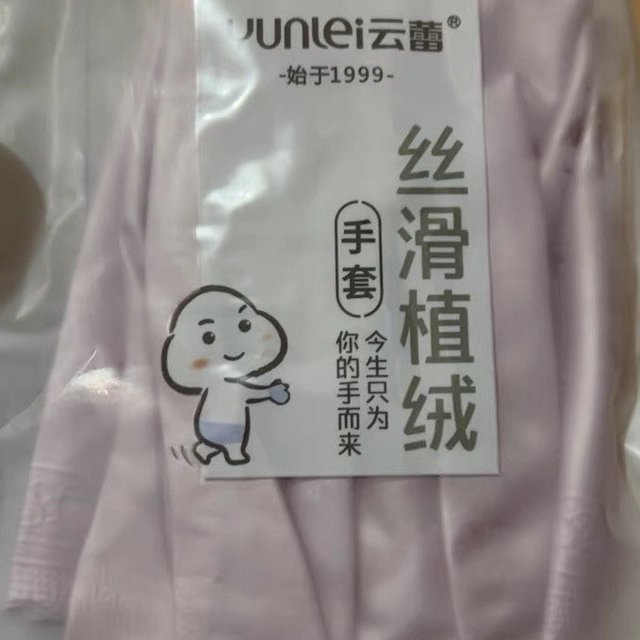 yunlei云蕾®
-始于1999-
丝滑植绒
手套
今生只为
你的手而来